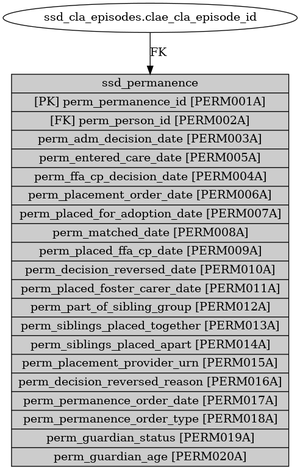 ssd_cla_episodes.clae_cla_episode_id
FK
ssd_permanence
[PK] perm_permanence_id [PERM001A]
[FK] perm_person_id [PERM002A]
perm_adm_decision_date [PERM003A]
perm_entered_care_date [PERM005A]
perm_ffa_cp_decision_date [PERM004A]
perm_placement_order_date [PERM006A]
perm_placed_for_adoption_date [PERM007A]
perm_matched_date [PERM008A]
perm_placed_ffa_cp_date [PERM009A]
perm_decision_reversed_date [PERM010A]
perm_placed_foster_carer_date [PERM011A]
perm_part_of_sibling_group [PERM012A]
perm_siblings_placed_together [PERM013A]
perm_siblings_placed_apart [PERM014A]
perm_placement_provider_urn [PERM015A]
perm_decision_reversed_reason [PERM016A]
perm_permanence_order_date [PERM017A]
perm_permanence_order_type [PERM018A]
perm_guardian_status [PERM019A]
perm_guardian_age [PERM020A]